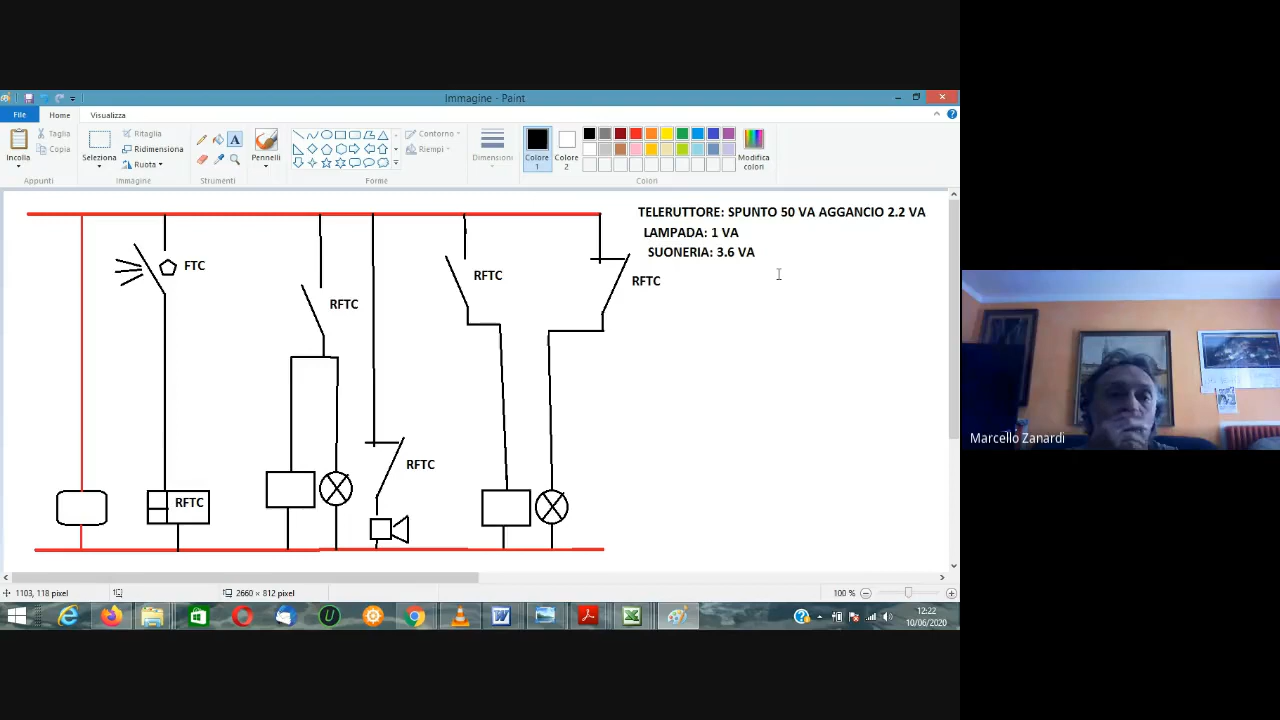 Immagine - Paint
File
Home
Visualizza
Incolla
Taglia
Copia
Appunti
Seleziona
Ritaglia
Ridimensiona
Ruota
Immagine
Strumenti
Pennelli
Contorno
Riempi
Forme
Dimensioni
Colore 1
Colore 2
Modifica colori
Colori
TELERUTTORE: SPUNTO 50 VA AGGANCIO 2.2 VA
LAMPADA: 1 VA
SUONERIA: 3.6 VA
FTC
RFTC
RFTC
RFTC
RFTC
RFTC
Marcello Zanardi
1103, 118 pixel
2660 × 812 pixel
100 %
12:22
10/06/2020